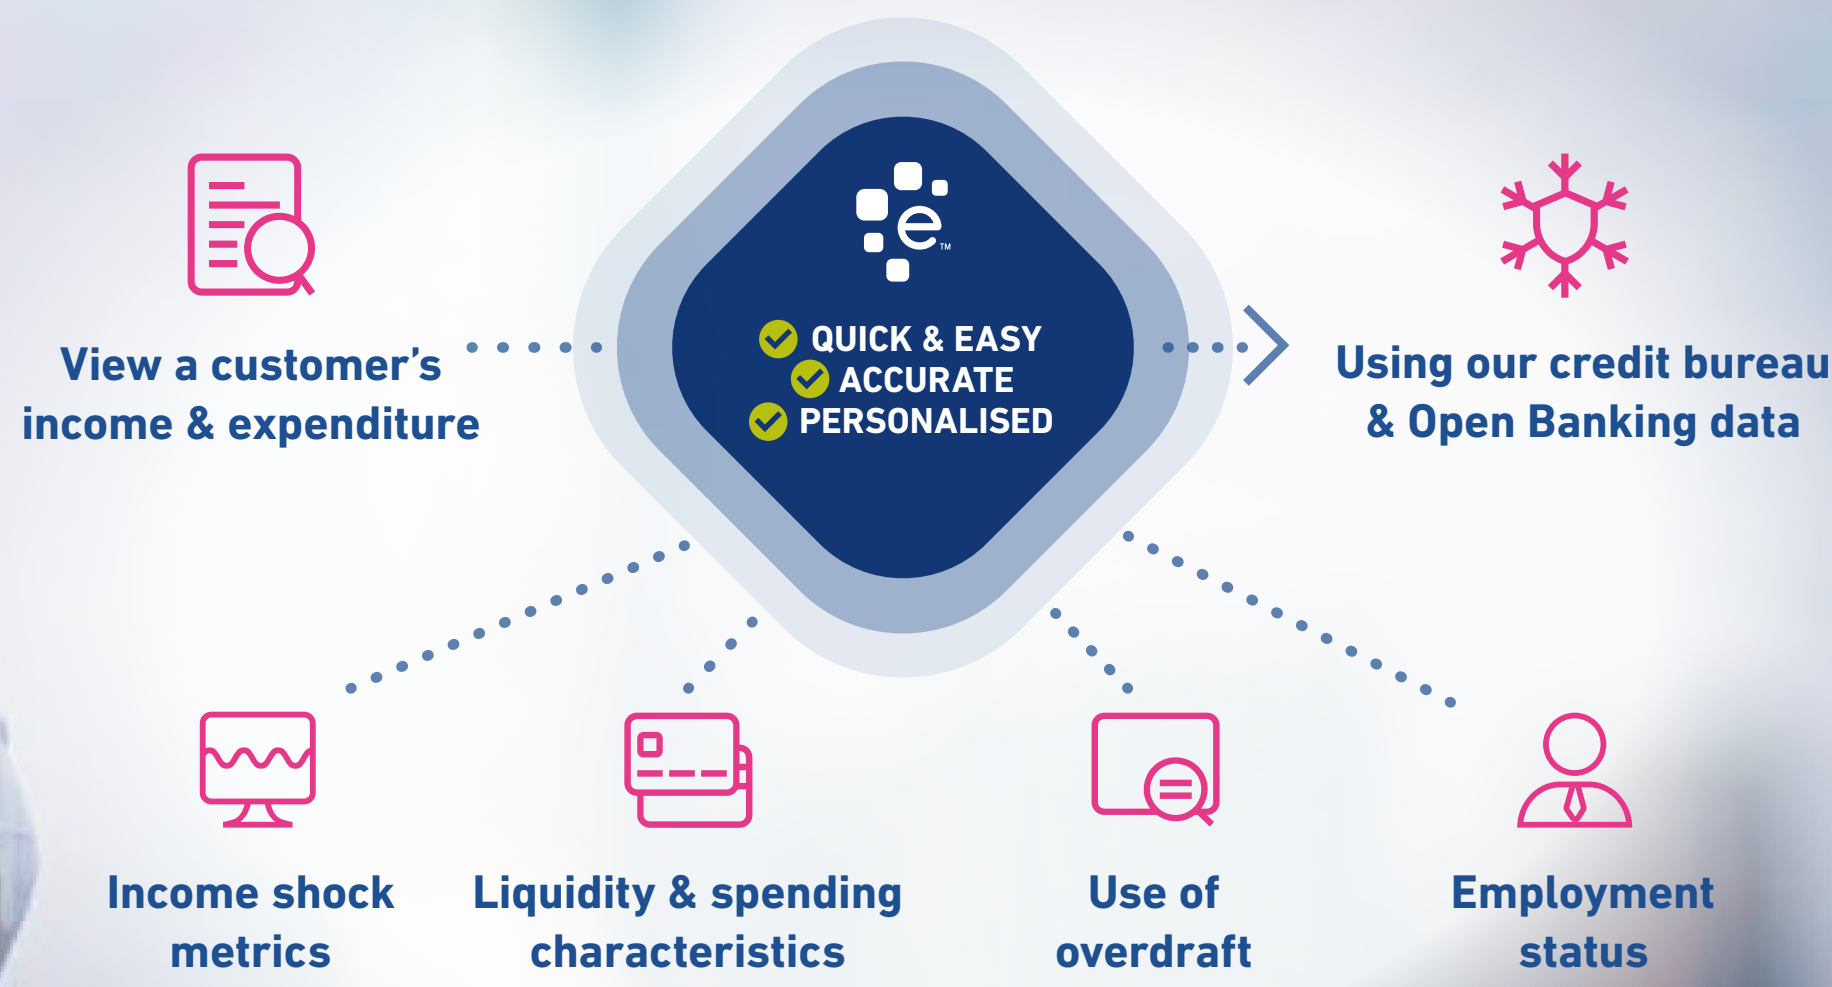 e™
QUICK & EASY
ACCURATE
PERSONALISED
View a customer's
income & expenditure
Using our credit bureau
& Open Banking data
Income shock
metrics
Liquidity & spending
characteristics
Use of
overdraft
Employment
status